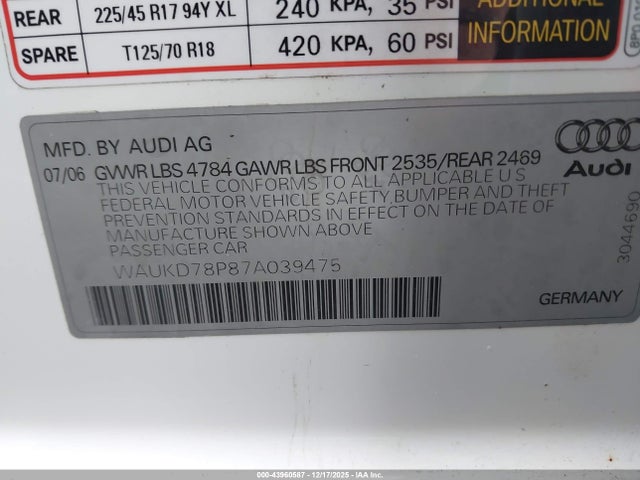 REAR 225/45 R17 94Y XL 240 KPA, 35 PSI
SPARE T125/70 R18 420 KPA, 60 PSI
ADDITIONAL
INFORMATION
MFD. BY AUDI AG
07/06 GVWR LBS 4784 GAWR LBS FRONT 2535/REAR 2469
THIS VEHICLE CONFORMS TO ALL APPLICABLE U S
FEDERAL MOTOR VEHICLE SAFETY, BUMPER AND THEFT
PREVENTION STANDARDS IN EFFECT ON THE DATE OF
MANUFACTURE SHOWN ABOVE
PASSENGER CAR
WAUKD78P87A039475
Audi
3044690
GERMANY
000-43960587 - 12/17/2025 - IAAI.COM